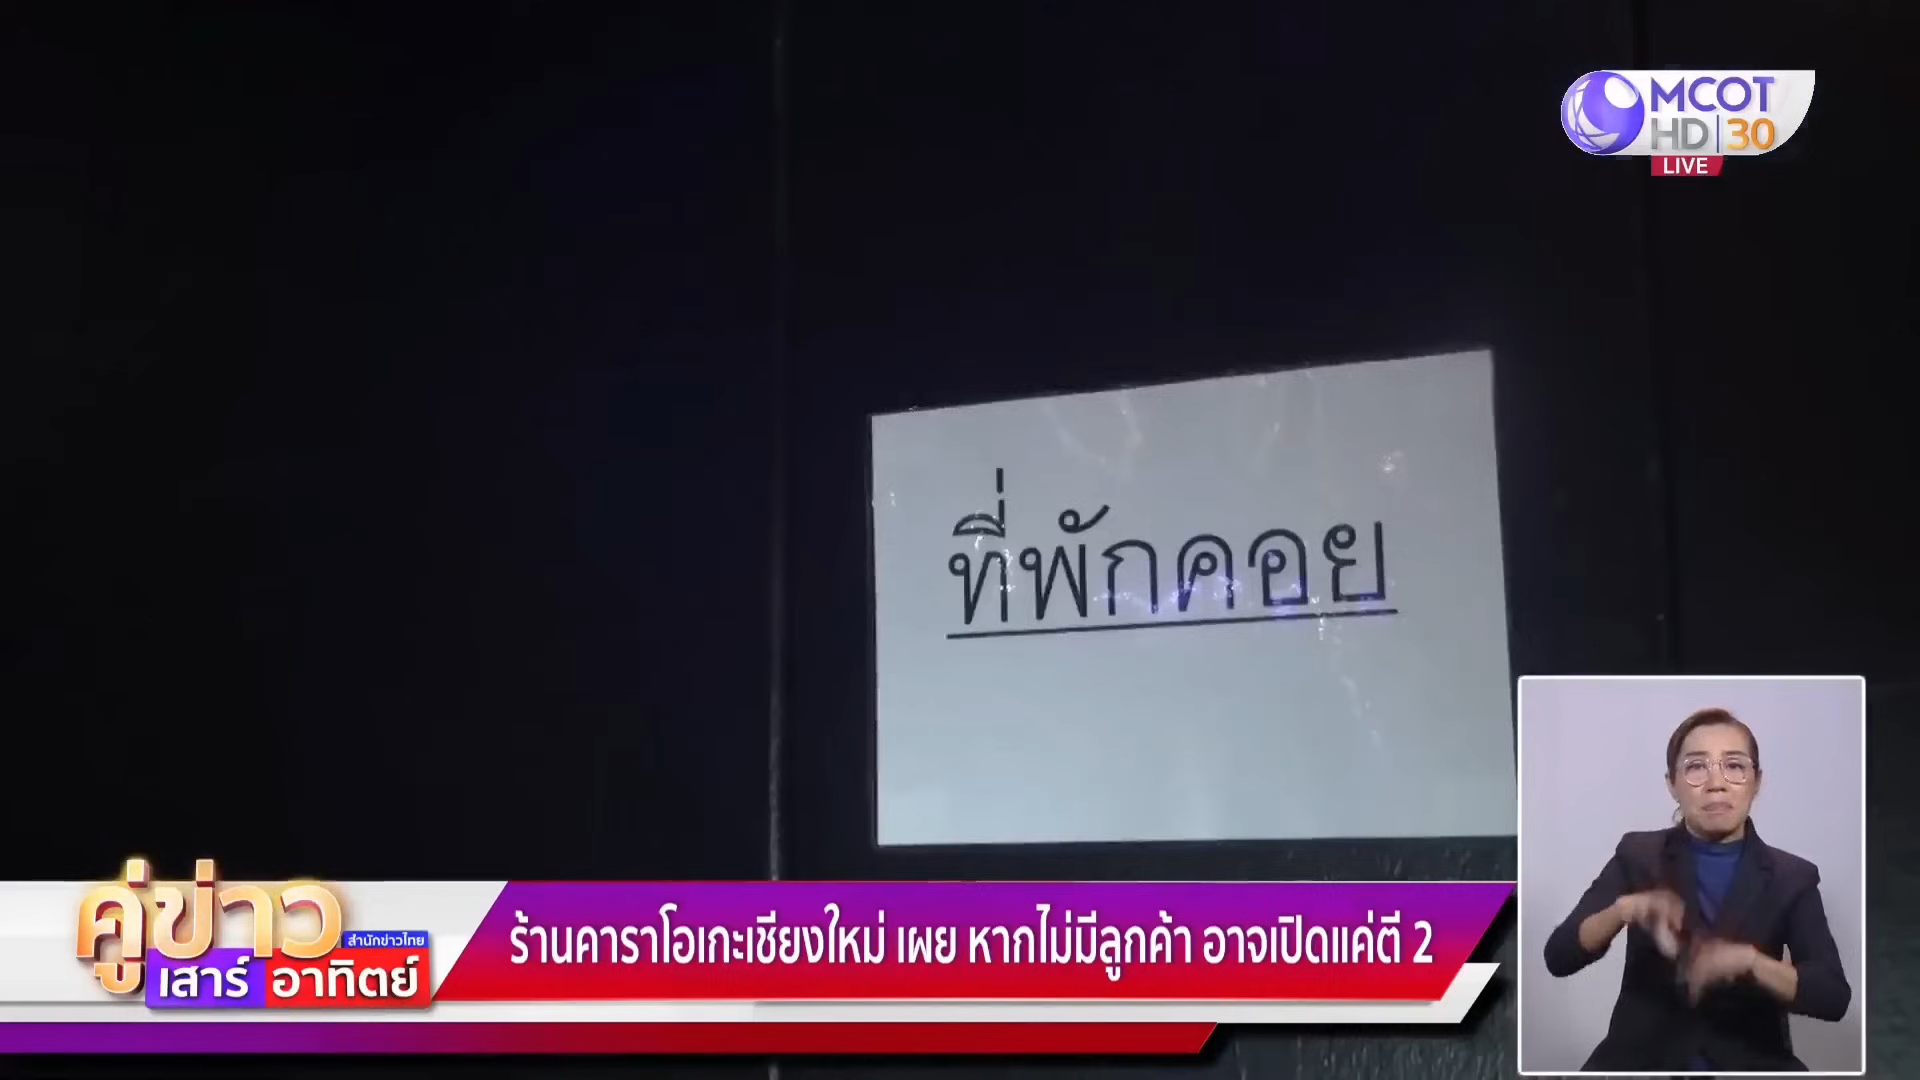 MCOT
HD 30
LIVE
ที่พักคอย
คู่ข่าว
สำนักข่าวไทย
เสาร์ อาทิตย์
ร้านคาราโอเกะเชียงใหม่ เผย หากไม่มีลูกค้า อาจเปิดแค่ตี 2